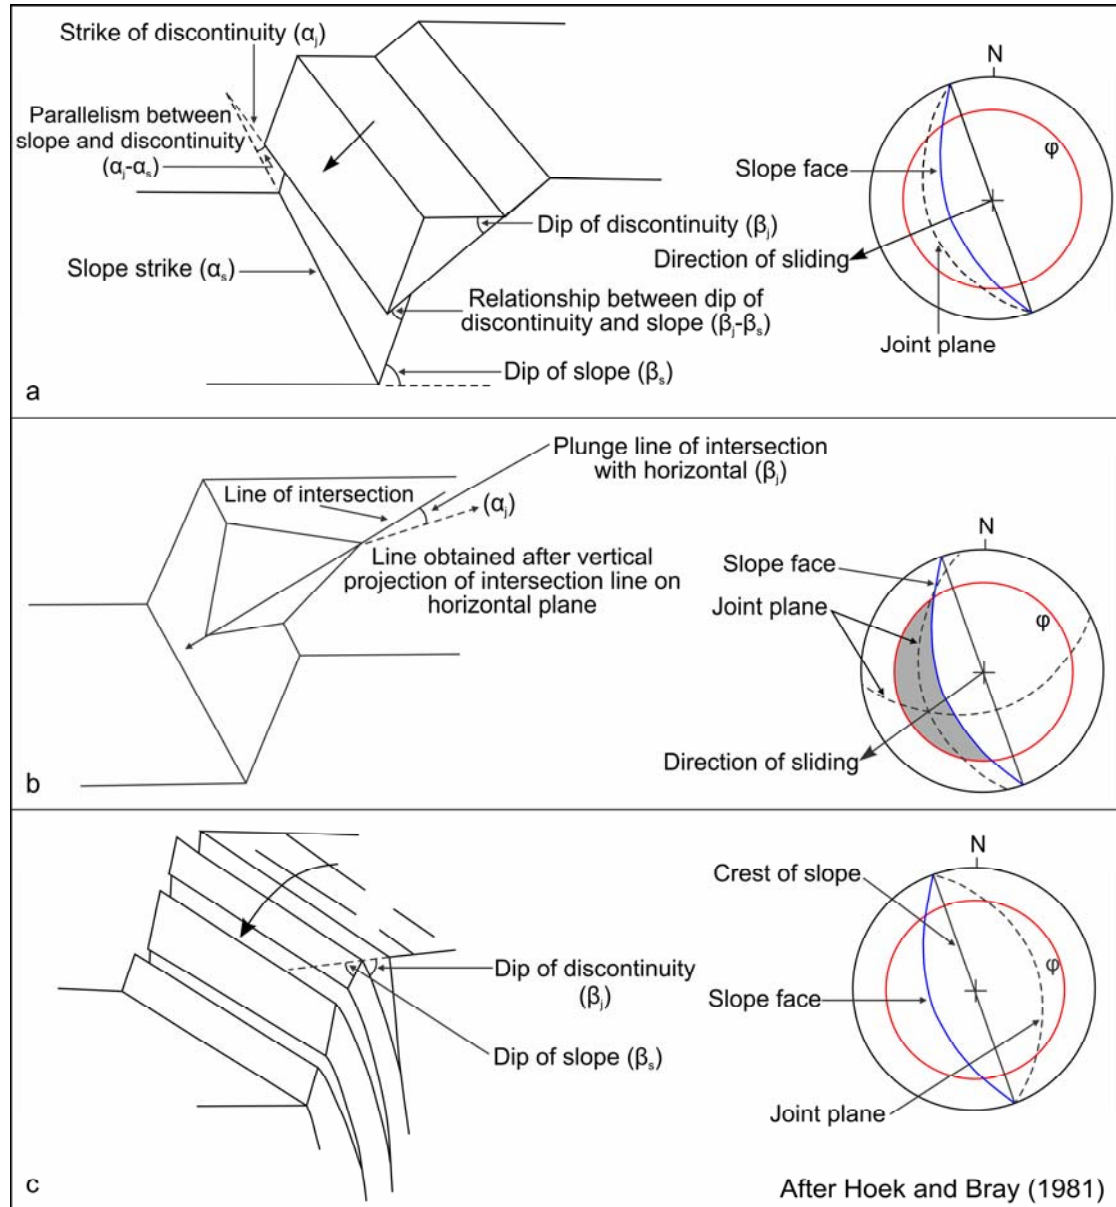 Strike of discontinuity (αⱼ)
Parallelism between
slope and discontinuity
(αⱼ-αₛ)
Slope strike (αₛ)
Dip of discontinuity (βⱼ)
Relationship between dip of
discontinuity and slope (βⱼ-βₛ)
Dip of slope (βₛ)
N
φ
Slope face
Direction of sliding
Joint plane
a
Plunge line of intersection
with horizontal (βⱼ)
Line of intersection
(αⱼ)
Line obtained after vertical
projection of intersection line on
horizontal plane
N
Slope face
Joint plane
φ
Direction of sliding
b
Dip of discontinuity
(βⱼ)
Dip of slope (βₛ)
N
Crest of slope
φ
Slope face
Joint plane
c
After Hoek and Bray (1981)